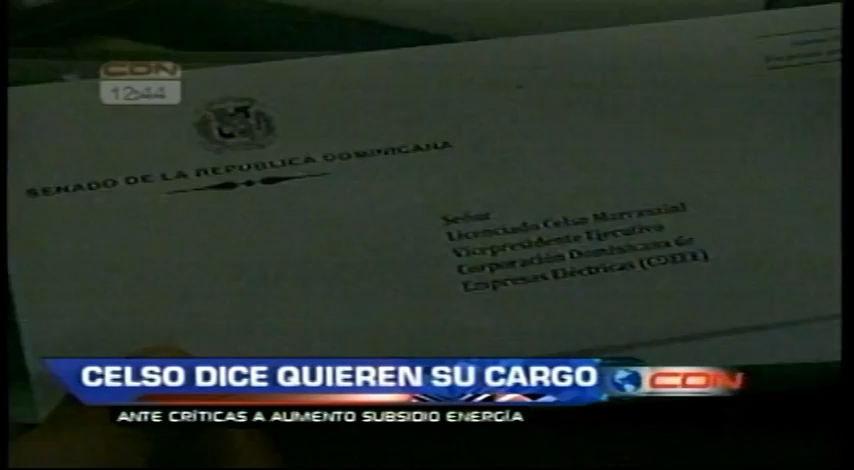 CDN
12:44
SENADO DE LA REPUBLICA DOMINICANA
Señor
Licenciado Celso Marranzini
Vicepresidente Ejecutivo
Corporación Dominicana de
Empresas Eléctricas (CDEEE)
CELSO DICE QUIEREN SU CARGO
CDN
ANTE CRÍTICAS A AUMENTO SUBSIDIO ENERGÍA